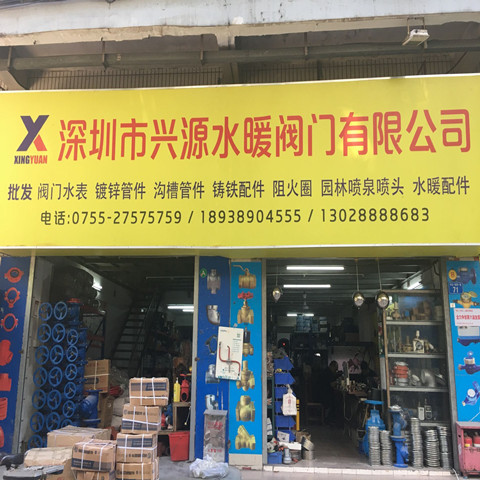 深圳市兴源水暖阀门有限公司
XINGYUAN
批发 阀门水表 镀锌管件 沟槽管件 铸铁配件 阻火圈 园林喷泉喷头 水暖配件
电话:0755-27575759 / 18938904555 / 13028888683
71